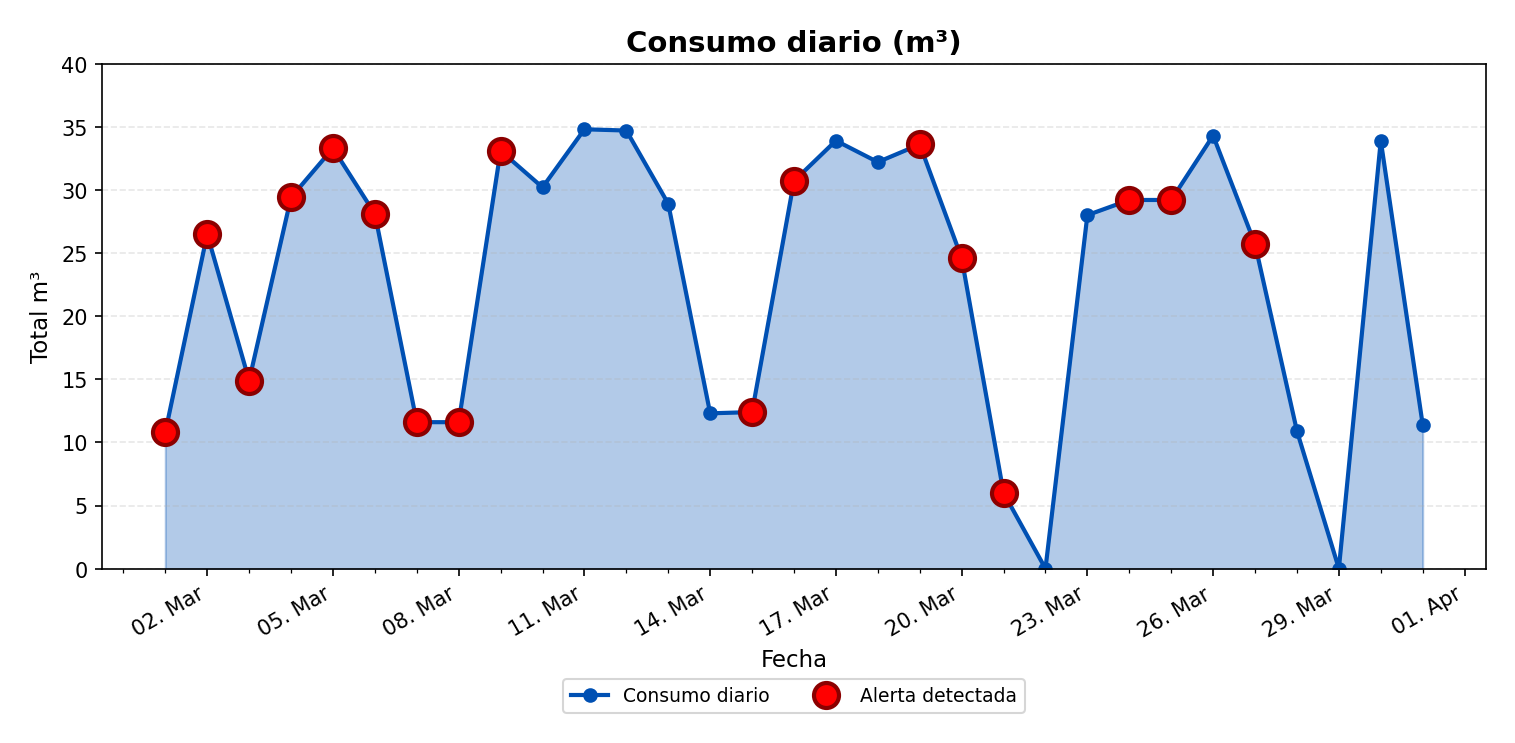 Consumo diario (m³)
Total m³
40
35
30
25
20
15
10
5
0
02. Mar
05. Mar
08. Mar
11. Mar
14. Mar
17. Mar
20. Mar
23. Mar
26. Mar
29. Mar
01. Apr
Fecha
Consumo diario
Alerta detectada